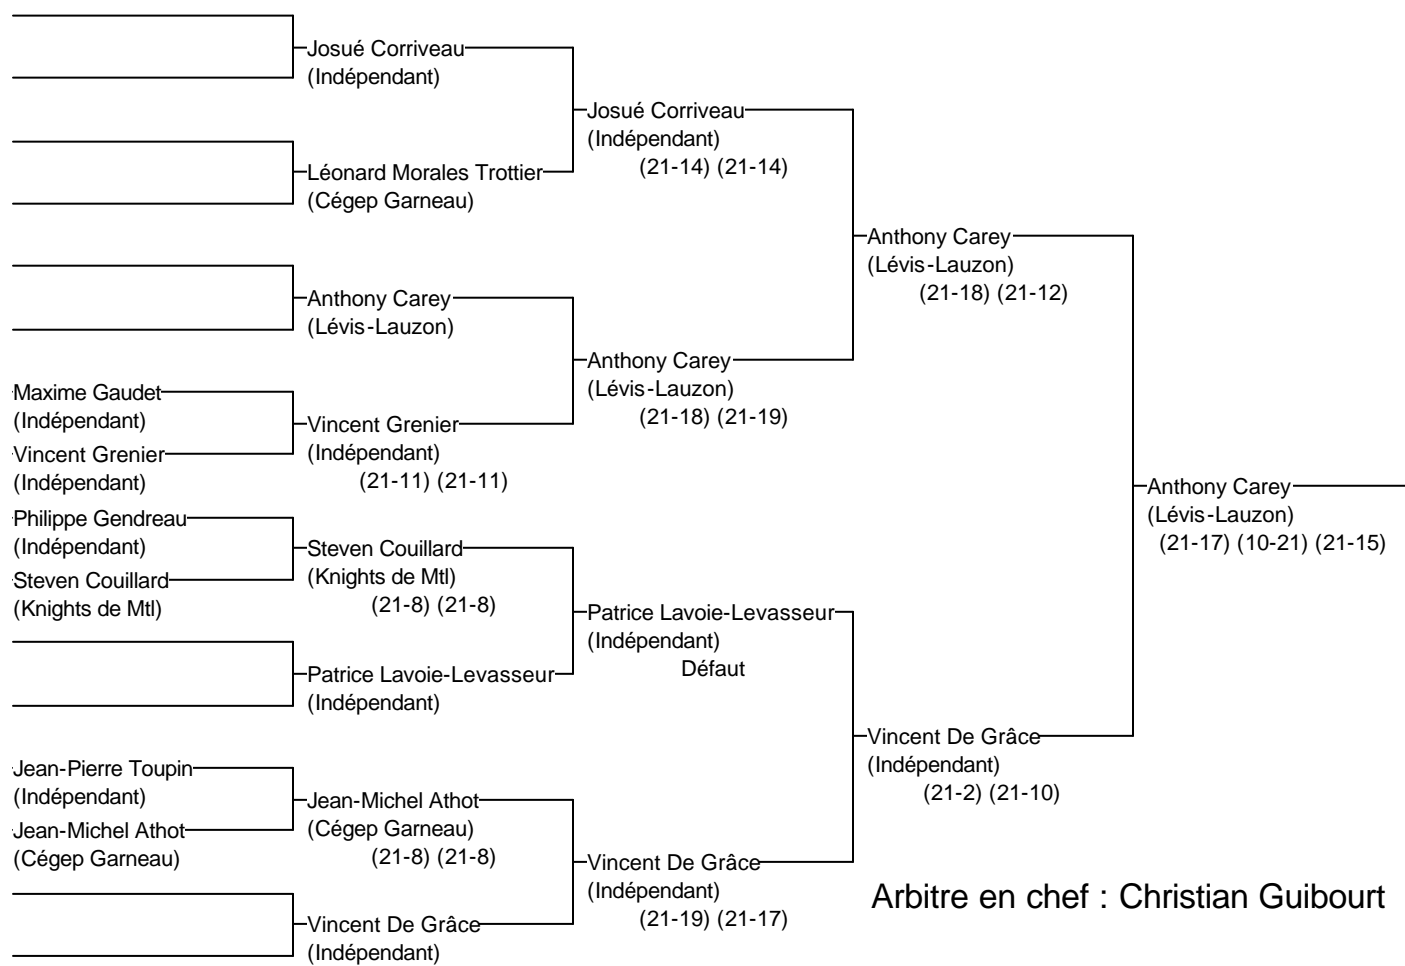 Josué Corriveau
(Indépendant)
Léonard Morales Trottier
(Cégep Garneau)
Anthony Carey
(Lévis-Lauzon)
Maxime Gaudet
(Indépendant)
Vincent Grenier
(Indépendant)
Vincent Grenier
(Indépendant)
(21-11) (21-11)
Philippe Gendreau
(Indépendant)
Steven Couillard
(Knights de Mtl)
Steven Couillard
(Knights de Mtl)
(21-8) (21-8)
Patrice Lavoie-Levasseur
(Indépendant)
Jean-Pierre Toupin
(Indépendant)
Jean-Michel Athot
(Cégep Garneau)
Jean-Michel Athot
(Cégep Garneau)
(21-8) (21-8)
Vincent De Grâce
(Indépendant)
Josué Corriveau
(Indépendant)
(21-14) (21-14)
Anthony Carey
(Lévis-Lauzon)
(21-18) (21-19)
Patrice Lavoie-Levasseur
(Indépendant)
Défaut
Vincent De Grâce
(Indépendant)
(21-19) (21-17)
Anthony Carey
(Lévis-Lauzon)
(21-18) (21-12)
Vincent De Grâce
(Indépendant)
(21-2) (21-10)
Anthony Carey
(Lévis-Lauzon)
(21-17) (10-21) (21-15)
Arbitre en chef : Christian Guibourt